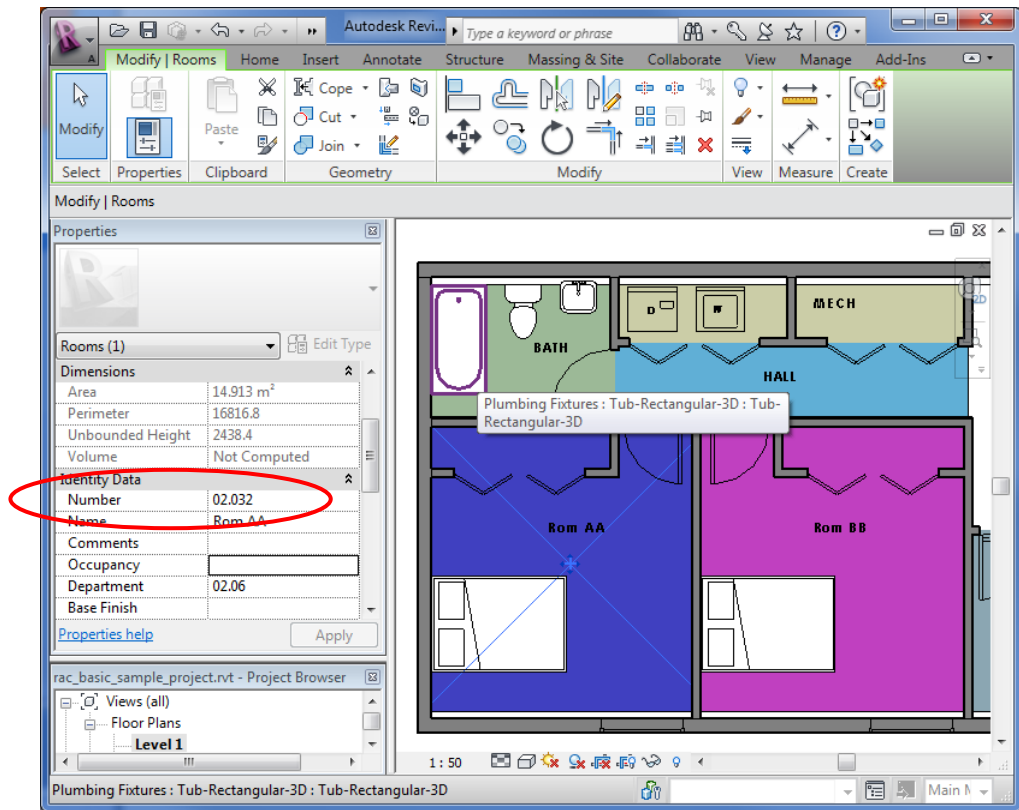 Autodesk Revi...
Type a keyword or phrase
A
Modify | Rooms Home Insert Annotate Structure Massing & Site Collaborate View Manage Add-Ins
Modify
Paste
Cope
Cut
Join
Select Properties Clipboard Geometry Modify View Measure Create
Modify | Rooms
Properties
Rooms (1)
Edit Type
Dimensions
Area 14.913 m²
Perimeter 16816.8
Unbounded Height 2438.4
Volume Not Computed
Identity Data
Number 02.032
Name Rom AA
Comments
Occupancy
Department 02.06
Base Finish
Properties help
Apply
rac_basic_sample_project.rvt - Project Browser
Views (all)
Floor Plans
Level 1
2D
D
W
MECH
BATH
HALL
Plumbing Fixtures : Tub-Rectangular-3D : Tub-
Rectangular-3D
Rom AA
Rom BB
1 : 50
Plumbing Fixtures : Tub-Rectangular-3D : Tub-Rectangular-3D
Main